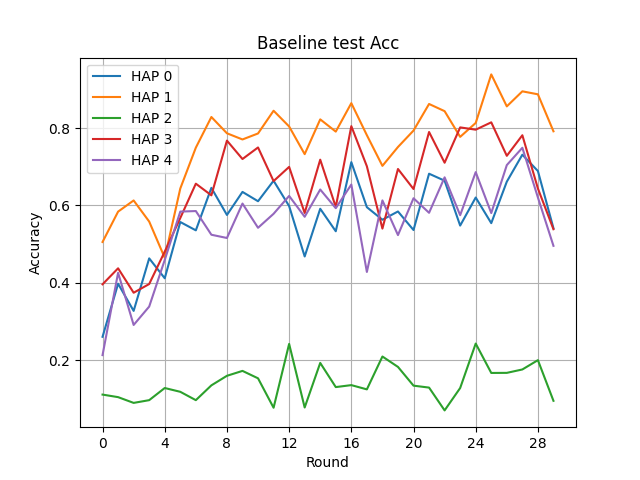 Baseline test Acc
HAP 0
HAP 1
HAP 2
HAP 3
HAP 4
Accuracy
0.8
0.6
0.4
0.2
0 4 8 12 16 20 24 28
Round